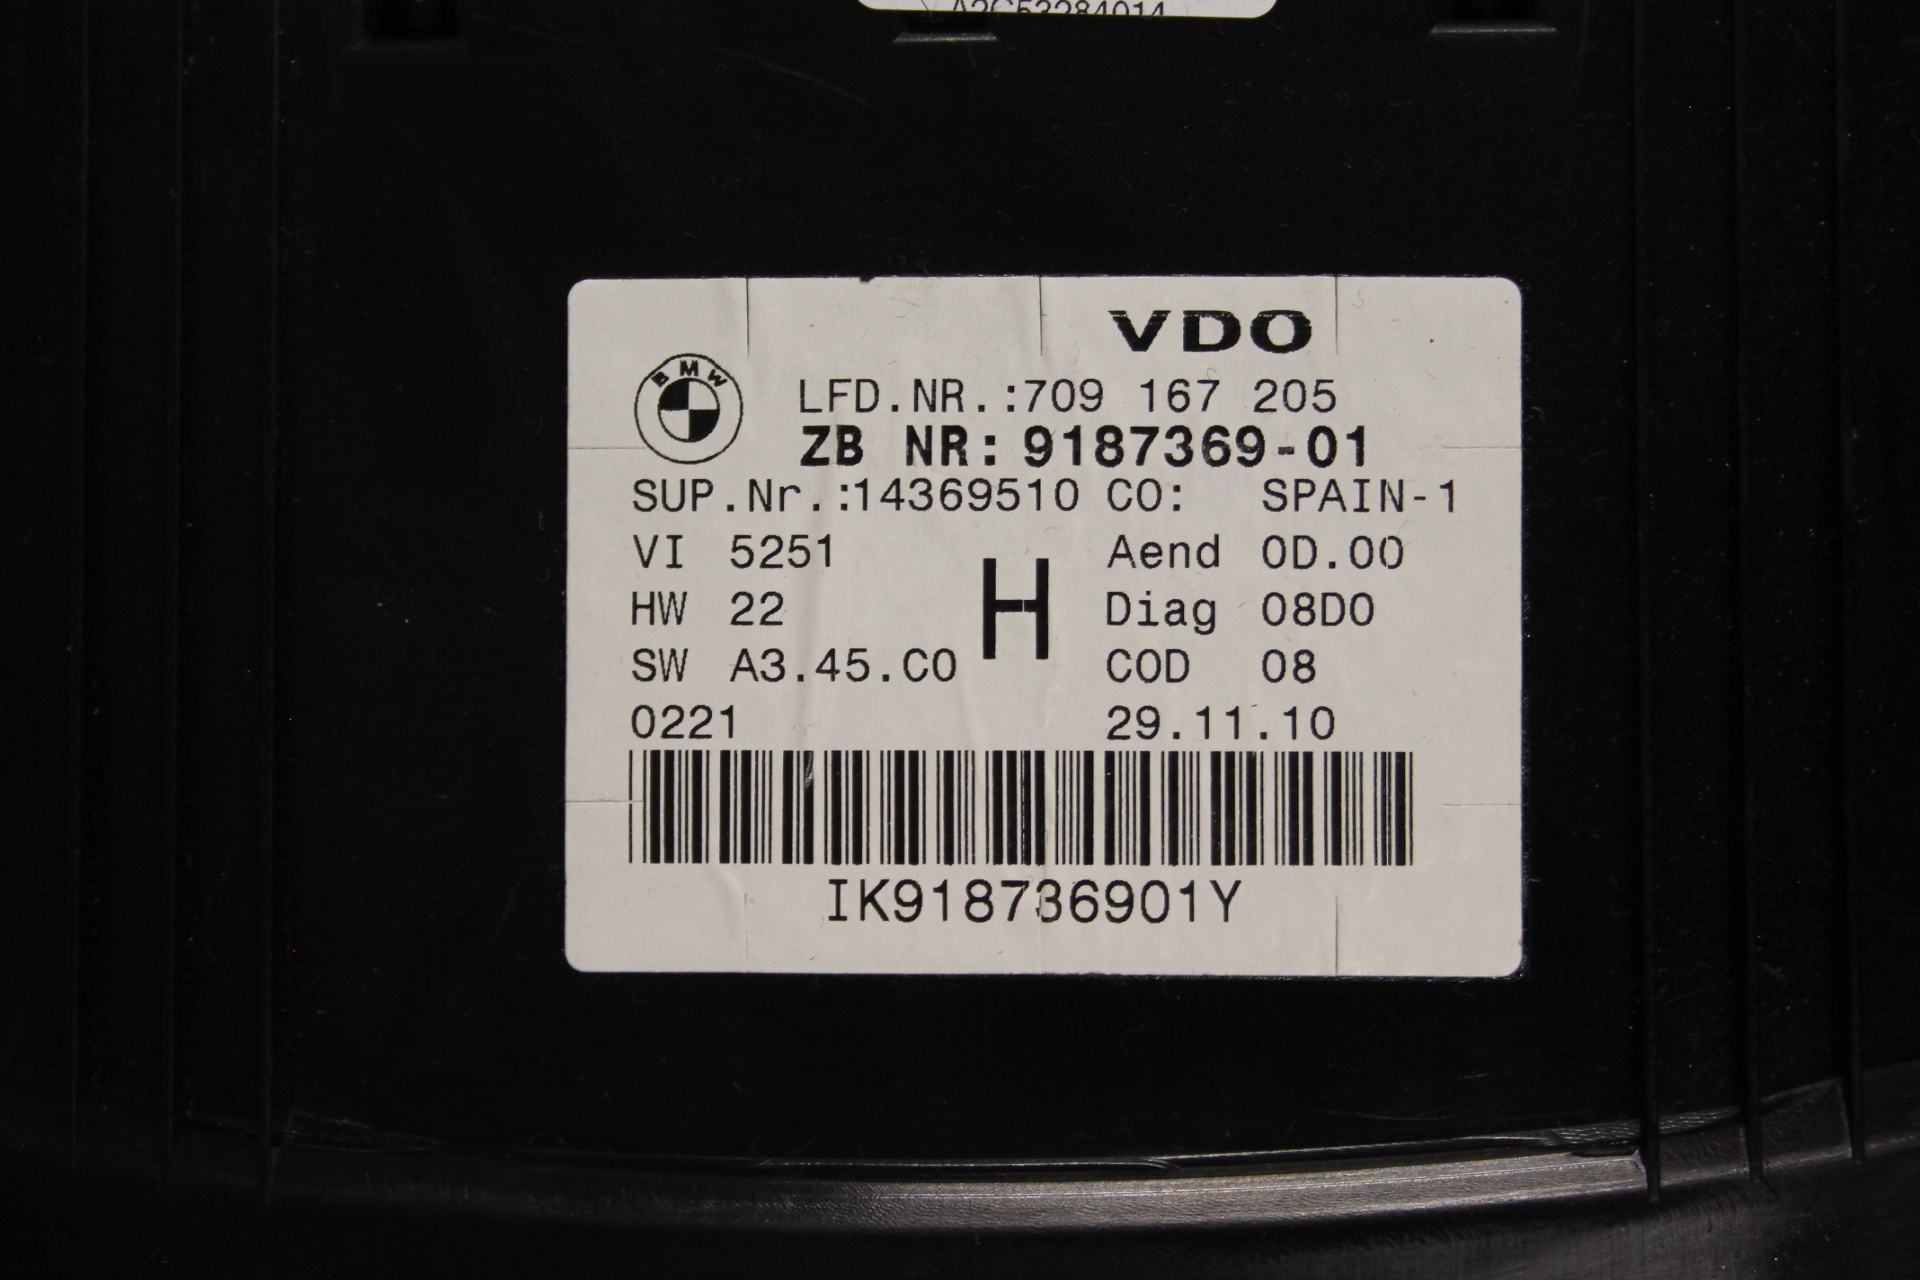 A2C53284014
VDO
BMW
LFD.NR.:709 167 205
ZB NR: 9187369-01
SUP.Nr.:14369510 CO: SPAIN-1
VI 5251 Aend 0D.00
H
HW 22 Diag 08D0
SW A3.45.C0 COD 08
0221 29.11.10
IK918736901Y